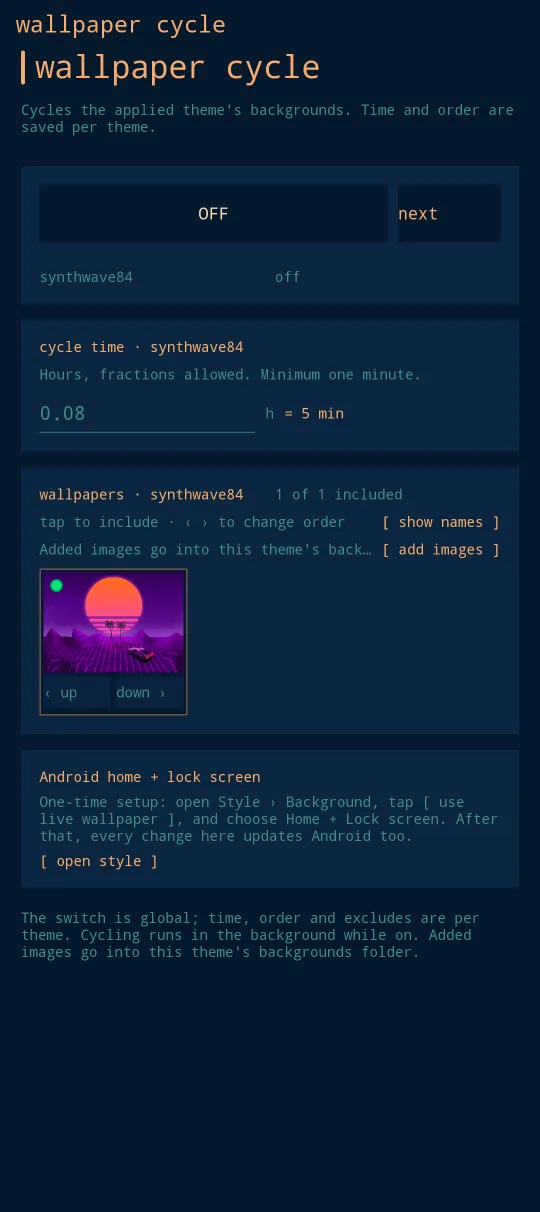 wallpaper cycle
wallpaper cycle
Cycles the applied theme's backgrounds. Time and order are
saved per theme.
OFF
next
synthwave84 off
cycle time · synthwave84
Hours, fractions allowed. Minimum one minute.
0.08 h = 5 min
wallpapers · synthwave84 1 of 1 included
tap to include · ‹ › to change order [ show names ]
Added images go into this theme's back… [ add images ]
‹ up down ›
Android home + lock screen
One-time setup: open Style › Background, tap [ use
live wallpaper ], and choose Home + Lock screen. After
that, every change here updates Android too.
[ open style ]
The switch is global; time, order and excludes are per
theme. Cycling runs in the background while on. Added
images go into this theme's backgrounds folder.